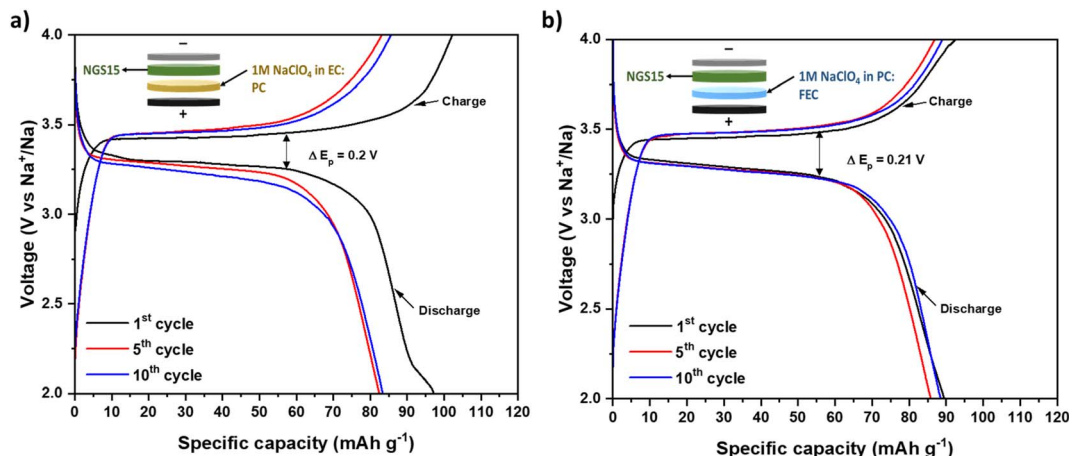 a)
4.0
3.5
3.0
2.5
2.0
Voltage (V vs Na⁺/Na)
−
NGS15
1M NaClO₄ in EC:
PC
+
Charge
Δ Eₚ = 0.2 V
Discharge
1ˢᵗ cycle
5ᵗʰ cycle
10ᵗʰ cycle
0 10 20 30 40 50 60 70 80 90 100 110 120
Specific capacity (mAh g⁻¹)
b)
4.0
3.5
3.0
2.5
2.0
Voltage (V vs Na⁺/Na)
−
NGS15
1M NaClO₄ in PC:
FEC
+
Charge
Δ Eₚ = 0.21 V
Discharge
1ˢᵗ cycle
5ᵗʰ cycle
10ᵗʰ cycle
0 10 20 30 40 50 60 70 80 90 100 110 120
Specific capacity (mAh g⁻¹)